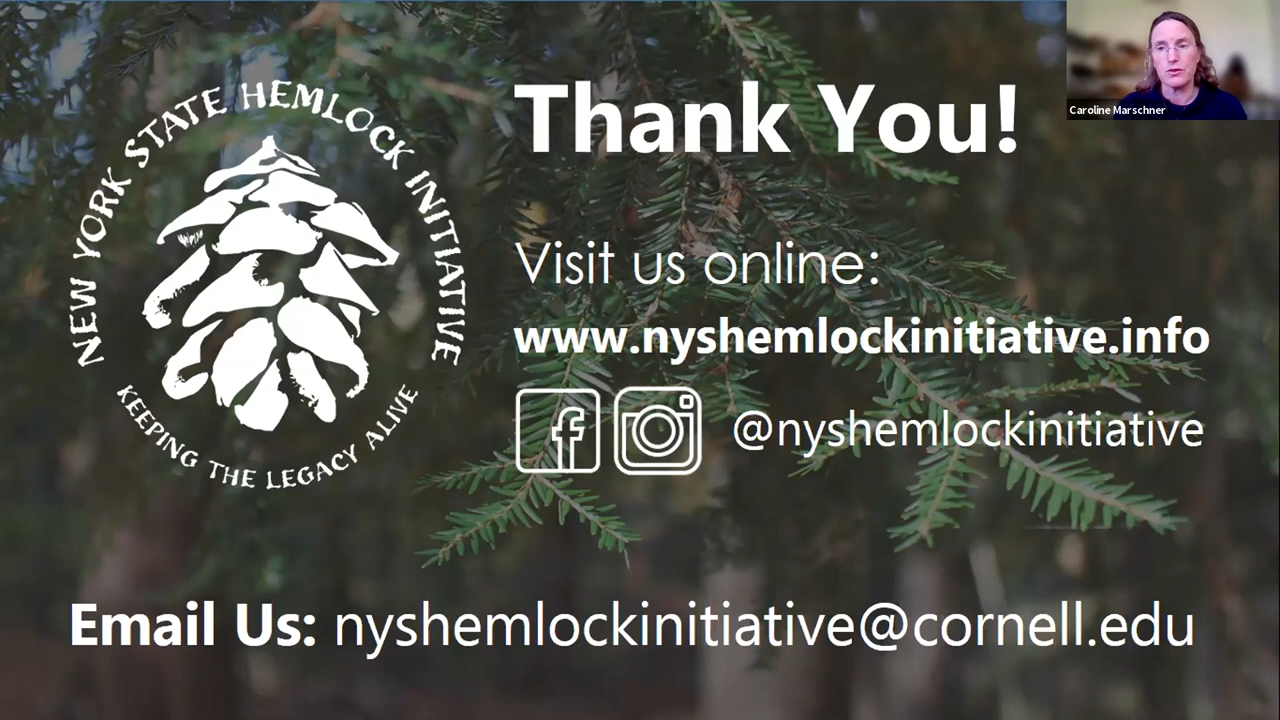 NEW YORK STATE HEMLOCK INITIATIVE
KEEPING THE LEGACY ALIVE
Thank You!
Visit us online:
www.nyshemlockinitiative.info
@nyshemlockinitiative
Email Us: nyshemlockinitiative@cornell.edu
Caroline Marschner